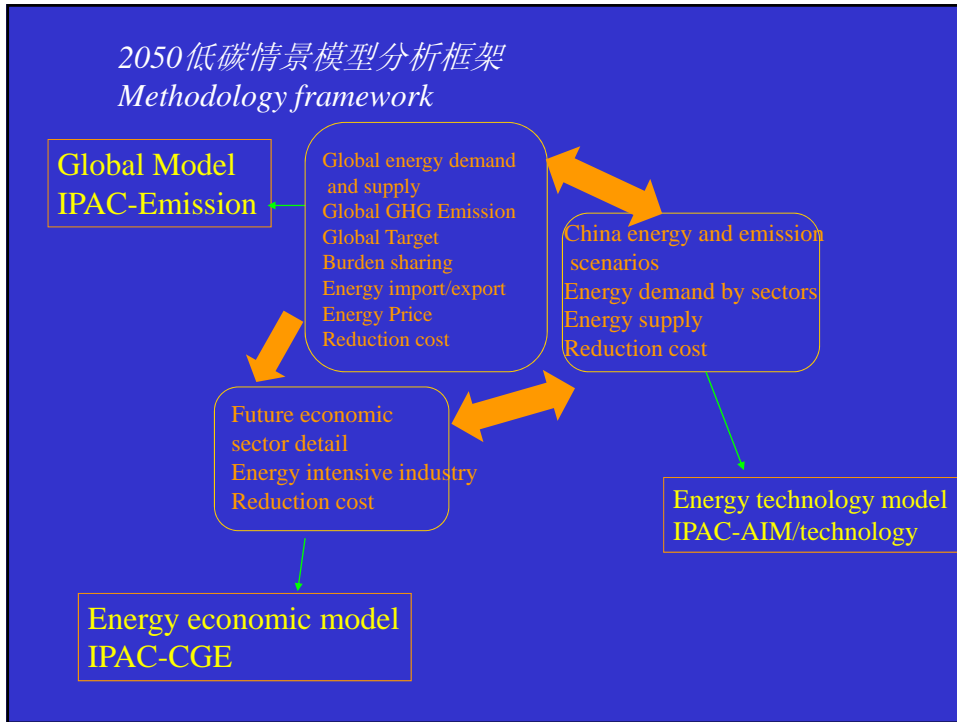 2050低碳情景模型分析框架
Methodology framework
Global Model
IPAC-Emission
Global energy demand
and supply
Global GHG Emission
Global Target
Burden sharing
Energy import/export
Energy Price
Reduction cost
China energy and emission
scenarios
Energy demand by sectors
Energy supply
Reduction cost
Future economic
sector detail
Energy intensive industry
Reduction cost
Energy technology model
IPAC-AIM/technology
Energy economic model
IPAC-CGE